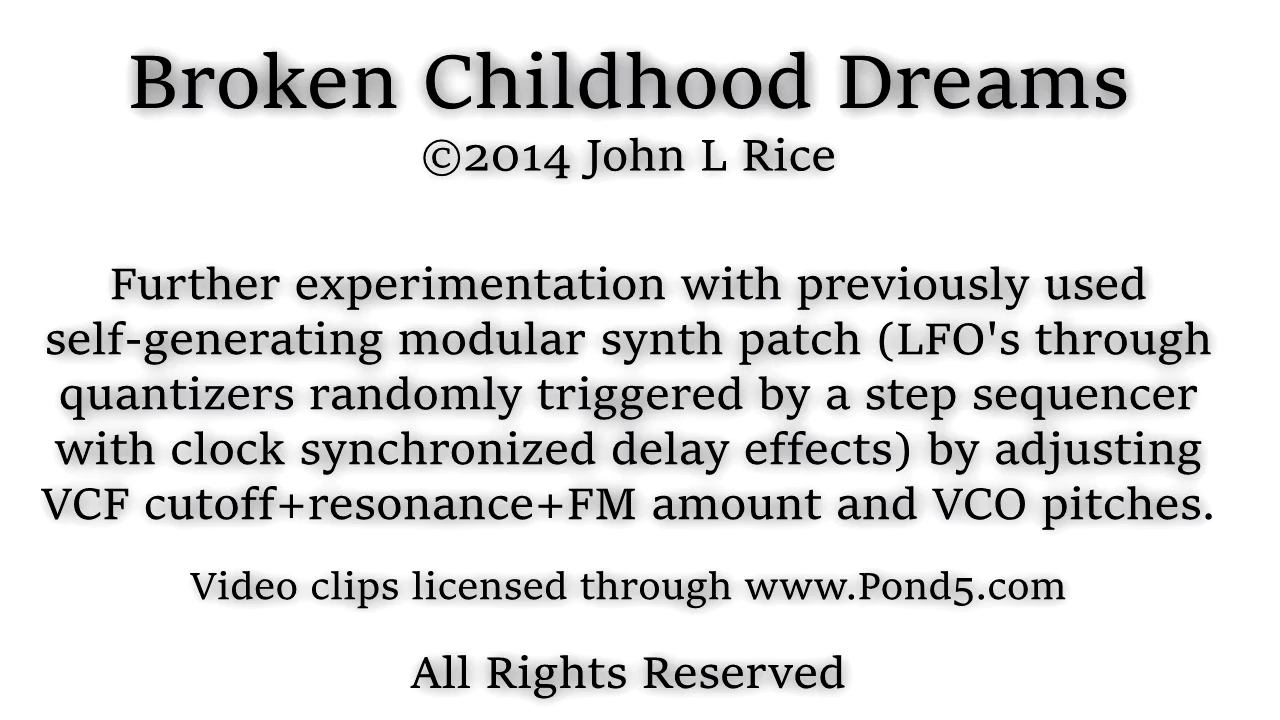 Broken Childhood Dreams
©2014 John L Rice
Further experimentation with previously used
self-generating modular synth patch (LFO's through
quantizers randomly triggered by a step sequencer
with clock synchronized delay effects) by adjusting
VCF cutoff+resonance+FM amount and VCO pitches.
Video clips licensed through www.Pond5.com
All Rights Reserved